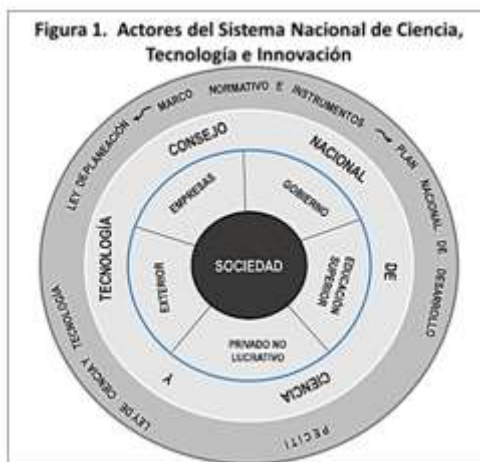 Figura 1. Actores del Sistema Nacional de Ciencia,
Tecnología e Innovación
MARCO NORMATIVO E INSTRUMENTOS
PLAN NACIONAL DE DESARROLLO
PECITI
LEY DE CIENCIA Y TECNOLOGÍA
LEY DE PLANEACIÓN
CONSEJO NACIONAL DE CIENCIA Y TECNOLOGÍA
EMPRESAS
GOBIERNO
EDUCACIÓN
SUPERIOR
PRIVADO NO
LUCRATIVO
EXTERIOR
SOCIEDAD